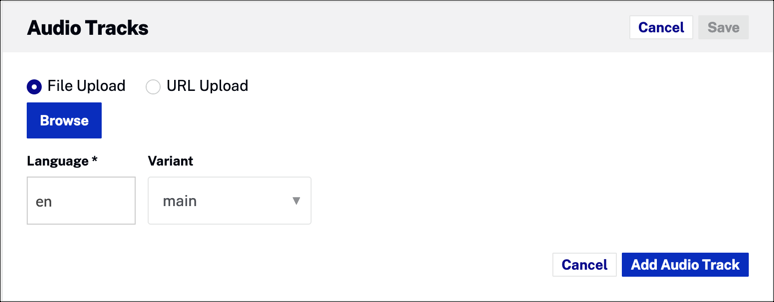 Audio Tracks
Cancel Save
File Upload URL Upload
Browse
Language * Variant
en main
Cancel Add Audio Track